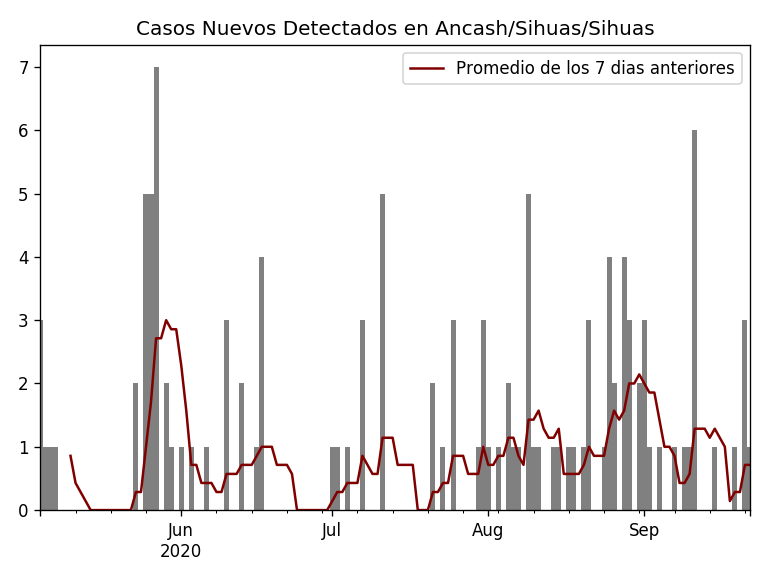 Casos Nuevos Detectados en Ancash/Sihuas/Sihuas
Promedio de los 7 dias anteriores
7
6
5
4
3
2
1
0
Jun
2020
Jul
Aug
Sep